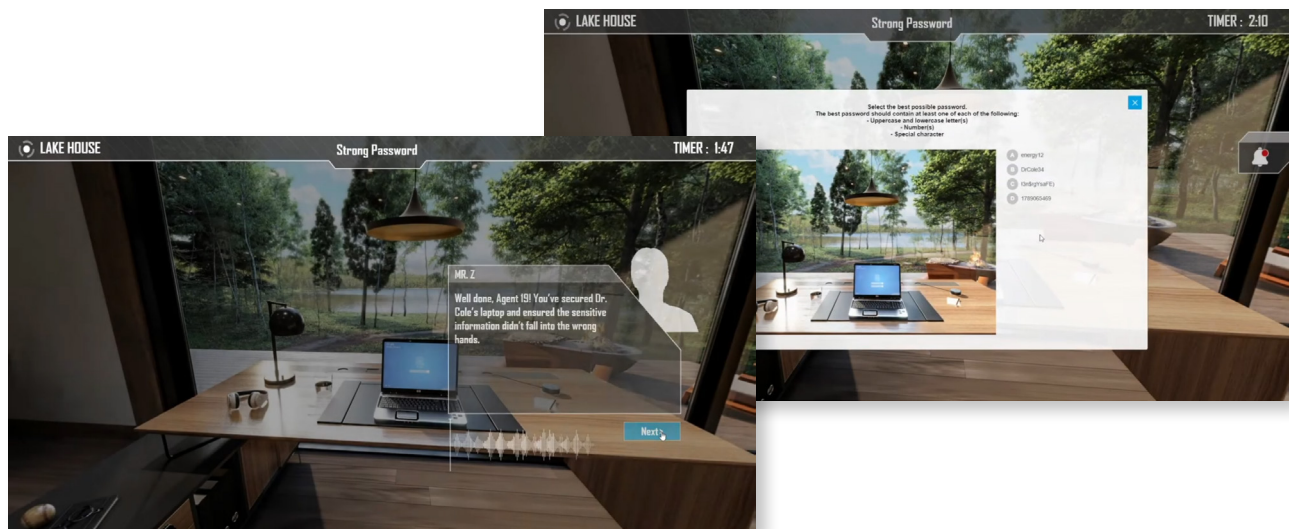 LAKE HOUSE
Strong Password
TIMER : 2:10
Select the best possible password.
The best password should contain at least one of each of the following:
- Uppercase and lowercase letter(s)
- Number(s)
- Special character
A energy12
B DrCole34
C
D 1789065469
LAKE HOUSE
Strong Password
TIMER : 1:47
MR. Z
Well done, Agent 19! You've secured Dr.
Cole's laptop and ensured the sensitive
information didn't fall into the wrong
hands.
Next>